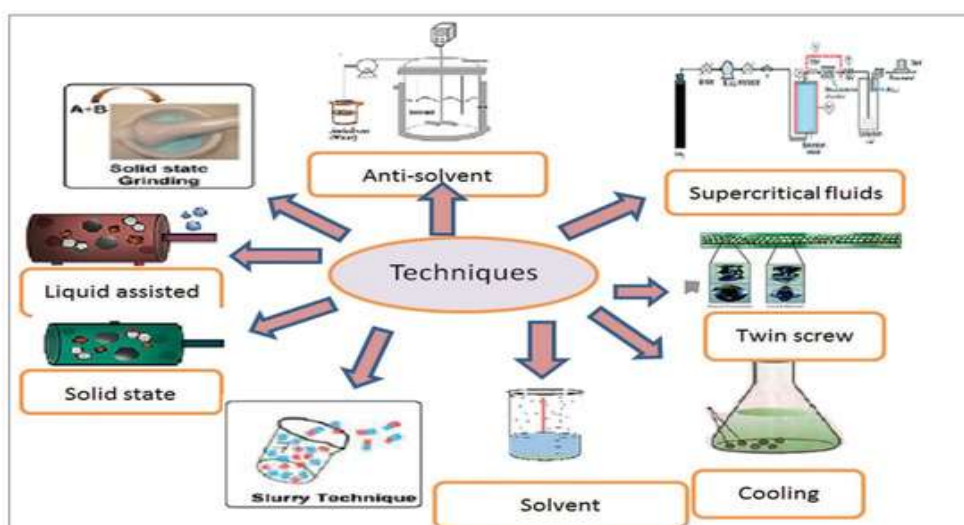 A+B
Solid state
Grinding
Anti-solvent
Supercritical fluids
Liquid assisted
Techniques
Solid state
Twin screw
Slurry Technique
Solvent
Cooling